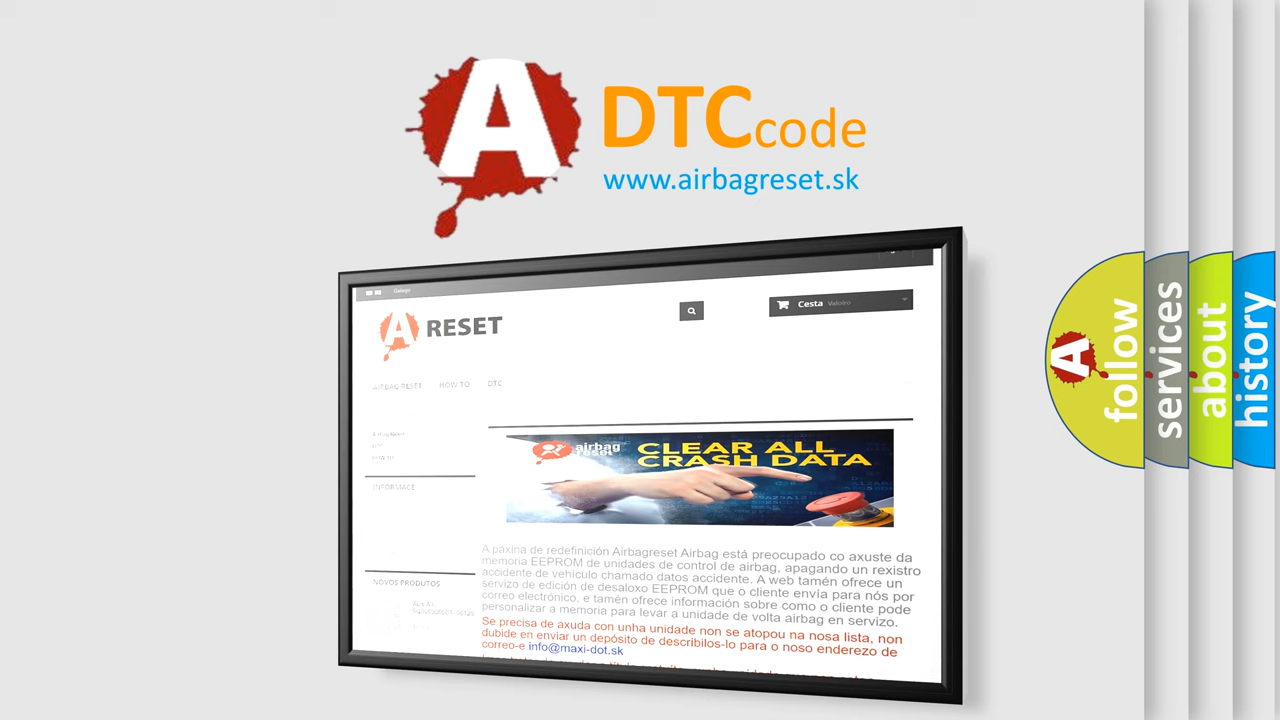 A DTCcode
www.airbagreset.sk
Galego
A RESET
Cesta Valeiro
AIRBAG RESET HOW TO DTC
INFORMACE
airbag
reset
CLEAR ALL
CRASH DATA
A páxina de redefinición Airbagreset Airbag está preocupado co axuste da
memoria EEPROM de unidades de control de airbag, apagando un rexistro
accidente de vehículo chamado datos accidente. A web tamén ofrece un
servizo de edición de desaloxo EEPROM que o cliente envía para nós por
correo electrónico, e tamén ofrece información sobre como o cliente pode
personalizar a memoria para levar a unidade de volta airbag en servizo.
Se precisa de axuda con unha unidade non se atopou na nosa lista, non
dubide en enviar un depósito de describilos-lo para o noso enderezo de
correo-e info@maxi-dot.sk
NOVOS PRODUTOS
A
follow
services
about
history